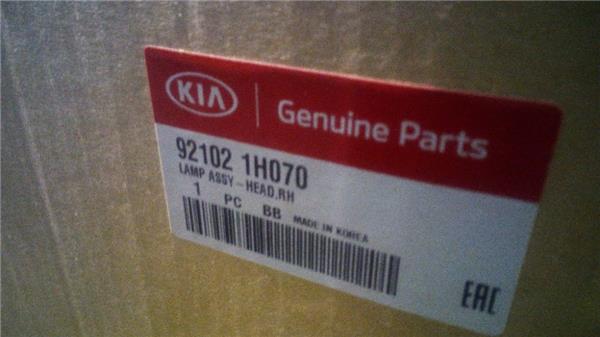 KIA Genuine Parts
92102 1H070
LAMP ASSY-HEAD,RH
1 PC BB MADE IN KOREA
EAC